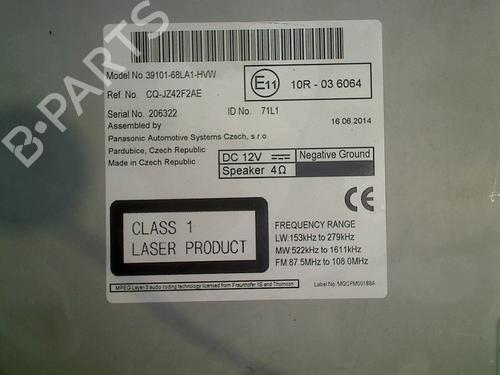 B-PARTS
Model No 39101-68LA1-HVW
Ref. No. CQ-JZ42F2AE
Serial No. 206322 ID No. 71L1
Assembled by
Panasonic Automotive Systems Czech, s.r.o.
Pardubice, Czech Republic
Made in Czech Republic
E11 10R - 03 6064
16.06.2014
DC 12V Negative Ground
Speaker 4Ω
CE
CLASS 1
LASER PRODUCT
FREQUENCY RANGE
LW:153kHz to 279kHz
MW:522kHz to 1611kHz
FM:87.5MHz to 108.0MHz
MPEG Layer-3 audio coding technology licensed from Fraunhofer IIS and Thomson
Label No. MGCFM00188A